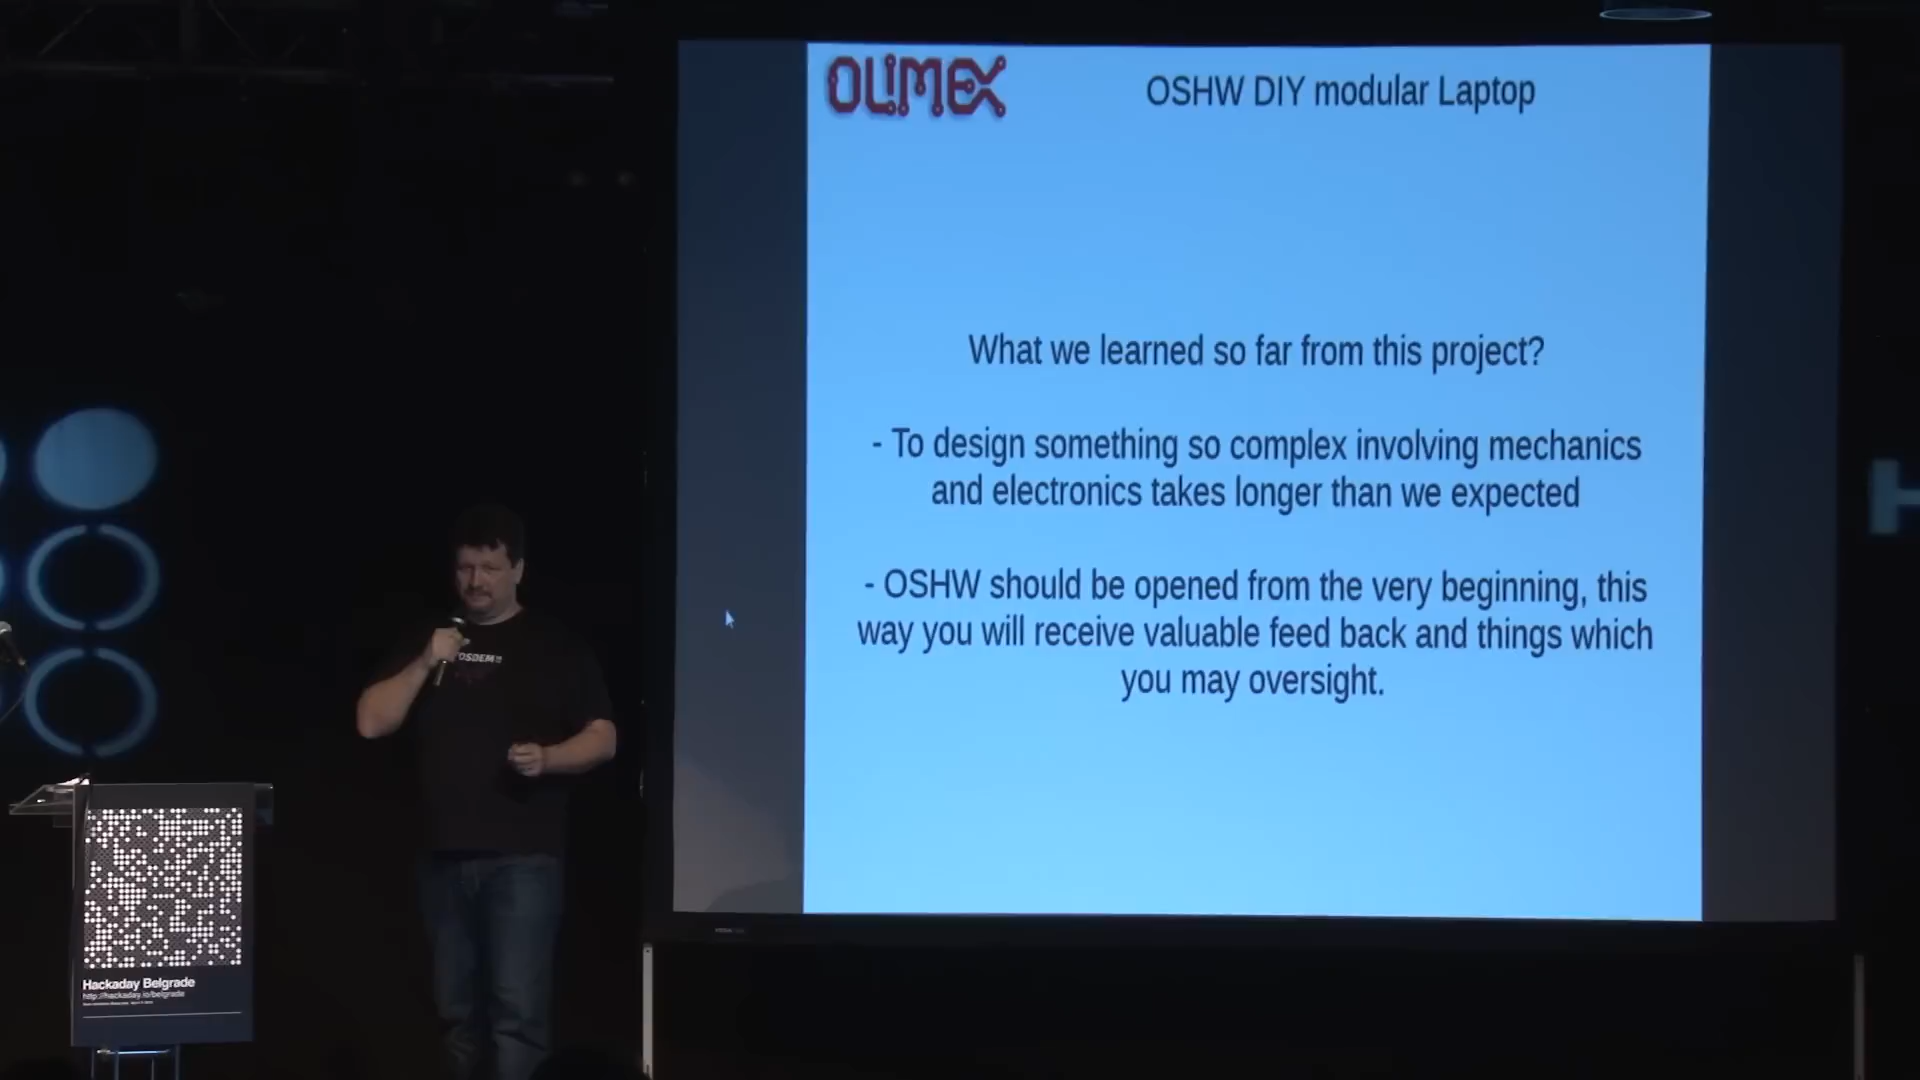 OLIMEX
OSHW DIY modular Laptop
What we learned so far from this project?
- To design something so complex involving mechanics
and electronics takes longer than we expected
- OSHW should be opened from the very beginning, this
way you will receive valuable feed back and things which
you may oversight.
Hackaday Belgrade
http://hackaday.io/belgrade
H